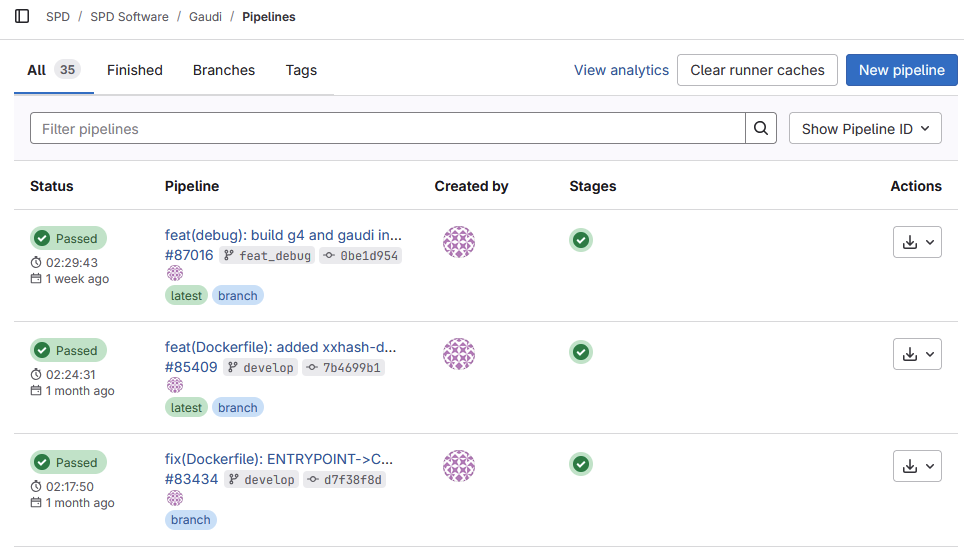 SPD / SPD Software / Gaudi / Pipelines
All 35 Finished Branches Tags View analytics Clear runner caches New pipeline
Filter pipelines Show Pipeline ID
Status Pipeline Created by Stages Actions
Passed feat(debug): build g4 and gaudi in...
02:29:43 #87016 feat_debug 0be1d954
1 week ago
latest branch
Passed feat(Dockerfile): added xxhash-d...
02:24:31 #85409 develop 7b4699b1
1 month ago
latest branch
Passed fix(Dockerfile): ENTRYPOINT->C...
02:17:50 #83434 develop d7f38f8d
1 month ago
branch